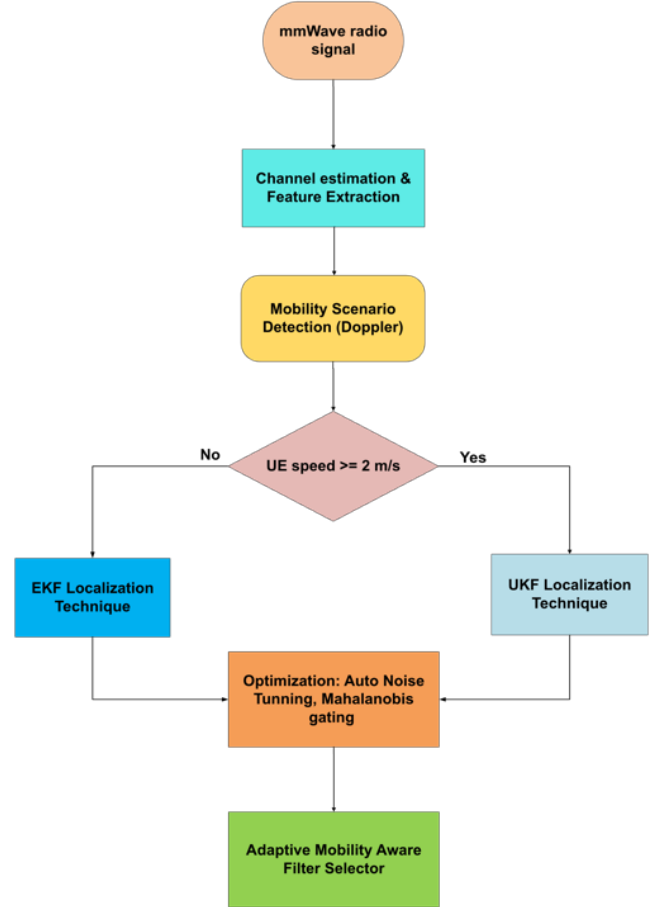 mmWave radio
signal
Channel estimation &
Feature Extraction
Mobility Scenario
Detection (Doppler)
UE speed >= 2 m/s
No
Yes
EKF Localization
Technique
UKF Localization
Technique
Optimization: Auto Noise
Tunning, Mahalanobis
gating
Adaptive Mobility Aware
Filter Selector